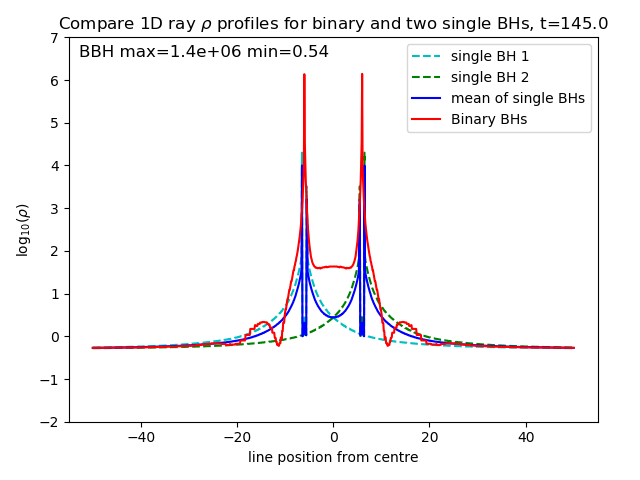 Compare 1D ray ρ profiles for binary and two single BHs, t=145.0
BBH max=1.4e+06 min=0.54
single BH 1
single BH 2
mean of single BHs
Binary BHs
7
6
5
4
3
2
1
0
−1
−2
log₁₀(ρ)
−40 −20 0 20 40
line position from centre